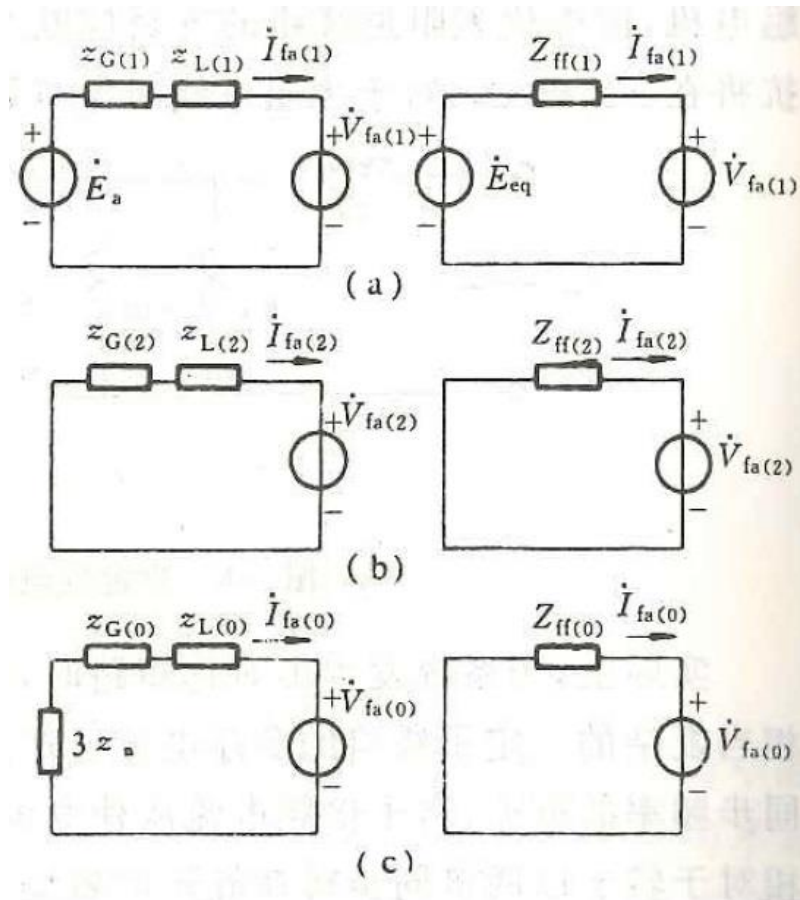 z_G(1) z_L(1) İ_fa(1) Z_ff(1) İ_fa(1)
+ Ė_a - + V̇_fa(1) - + Ė_eq - + V̇_fa(1) -
(a)
z_G(2) z_L(2) İ_fa(2) Z_ff(2) İ_fa(2)
+ V̇_fa(2) - + V̇_fa(2) -
(b)
z_G(0) z_L(0) İ_fa(0) Z_ff(0) İ_fa(0)
3z_n + V̇_fa(0) - + V̇_fa(0) -
(c)